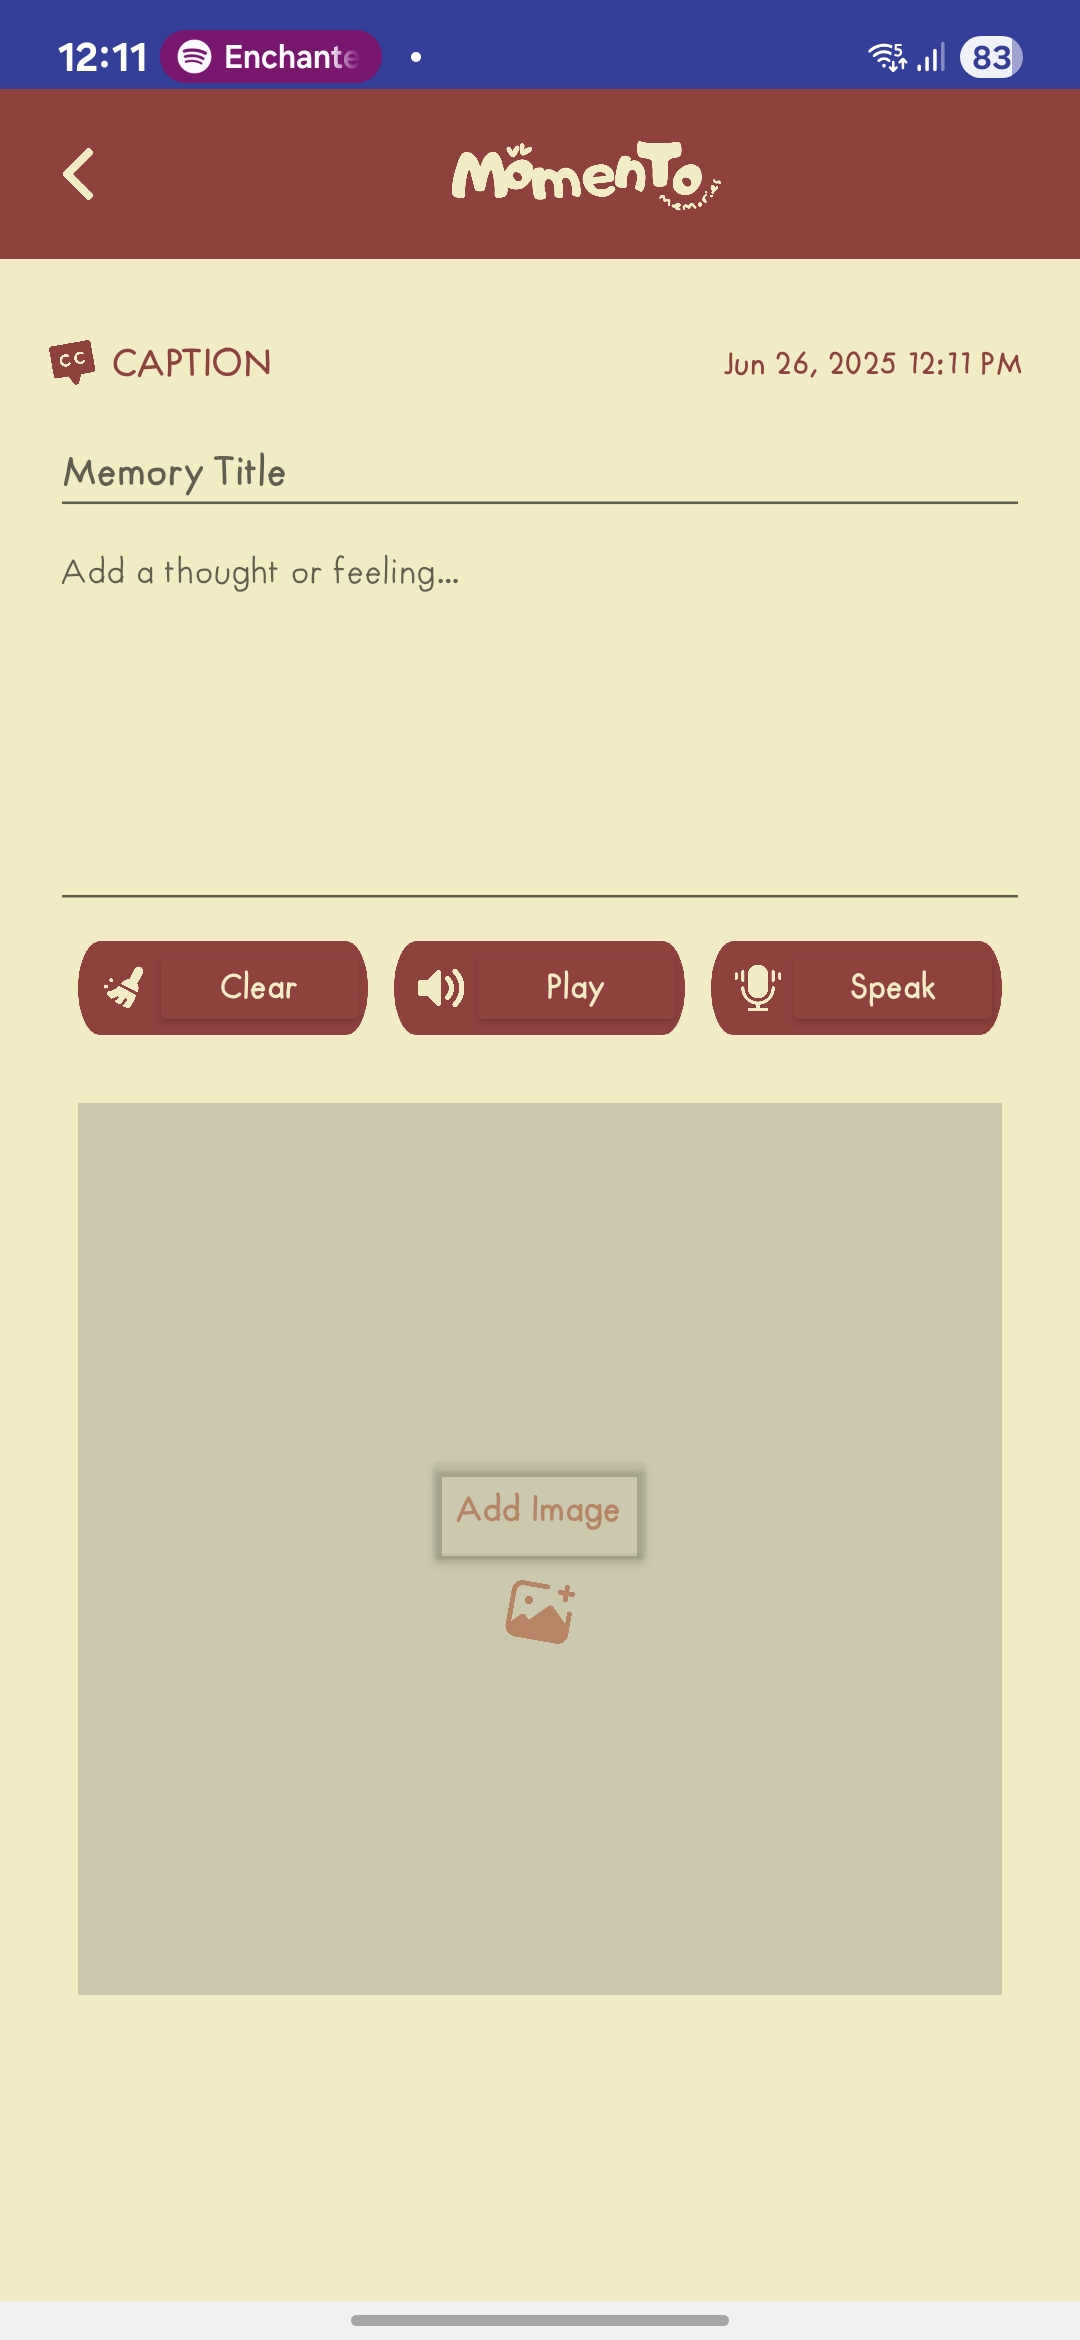 12:11 Enchante 83
MomenTo
memories
CC CAPTION Jun 26, 2025 12:11 PM
Memory Title
Add a thought or feeling...
Clear Play Speak
Add Image